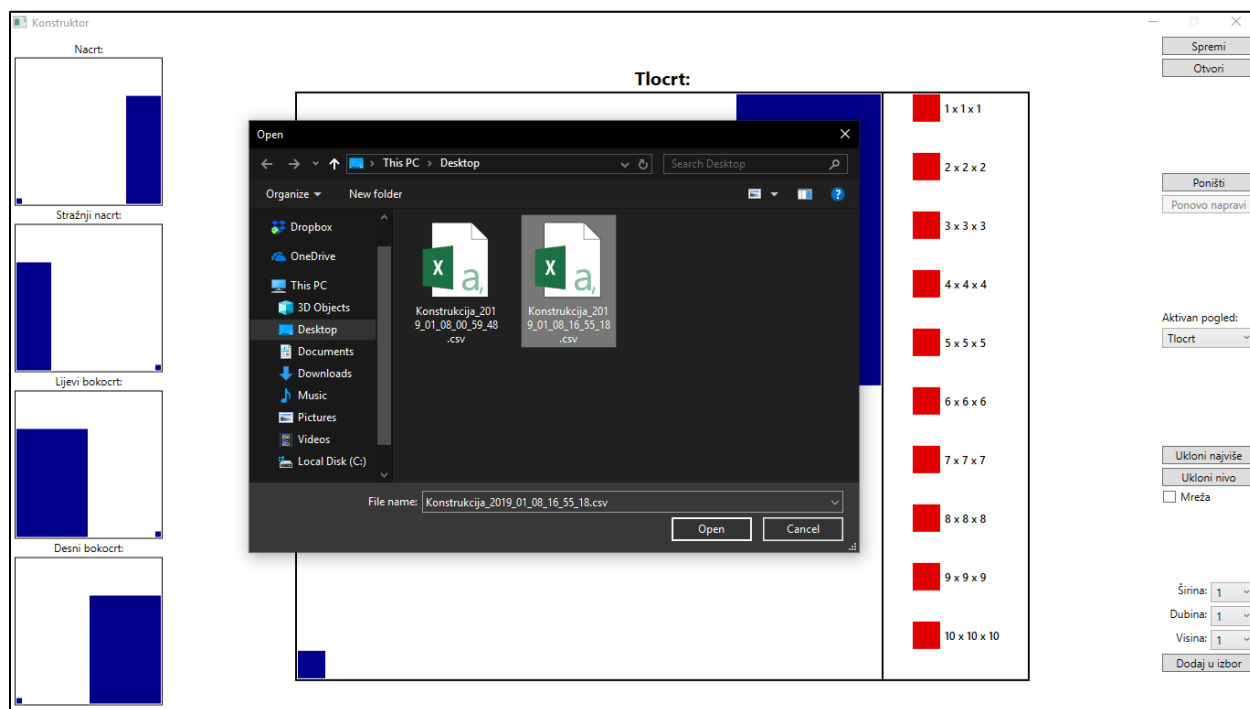 Konstruktor
Nacrt:
Stražnji nacrt:
Lijevi bokocrt:
Desni bokocrt:
Tlocrt:
1 x 1 x 1
2 x 2 x 2
3 x 3 x 3
4 x 4 x 4
5 x 5 x 5
6 x 6 x 6
7 x 7 x 7
8 x 8 x 8
9 x 9 x 9
10 x 10 x 10
Open
This PC > Desktop
Search Desktop
Organize
New folder
Dropbox
OneDrive
This PC
3D Objects
Desktop
Documents
Downloads
Music
Pictures
Videos
Local Disk (C:)
Konstrukcija_201
9_01_08_00_59_48
.csv
Konstrukcija_201
9_01_08_16_55_18
.csv
File name: Konstrukcija_2019_01_08_16_55_18.csv
Open
Cancel
Spremi
Otvori
Poništi
Ponovo napravi
Aktivan pogled:
Tlocrt
Ukloni najviše
Ukloni nivo
Mreža
Širina: 1
Dubina: 1
Visina: 1
Dodaj u izbor